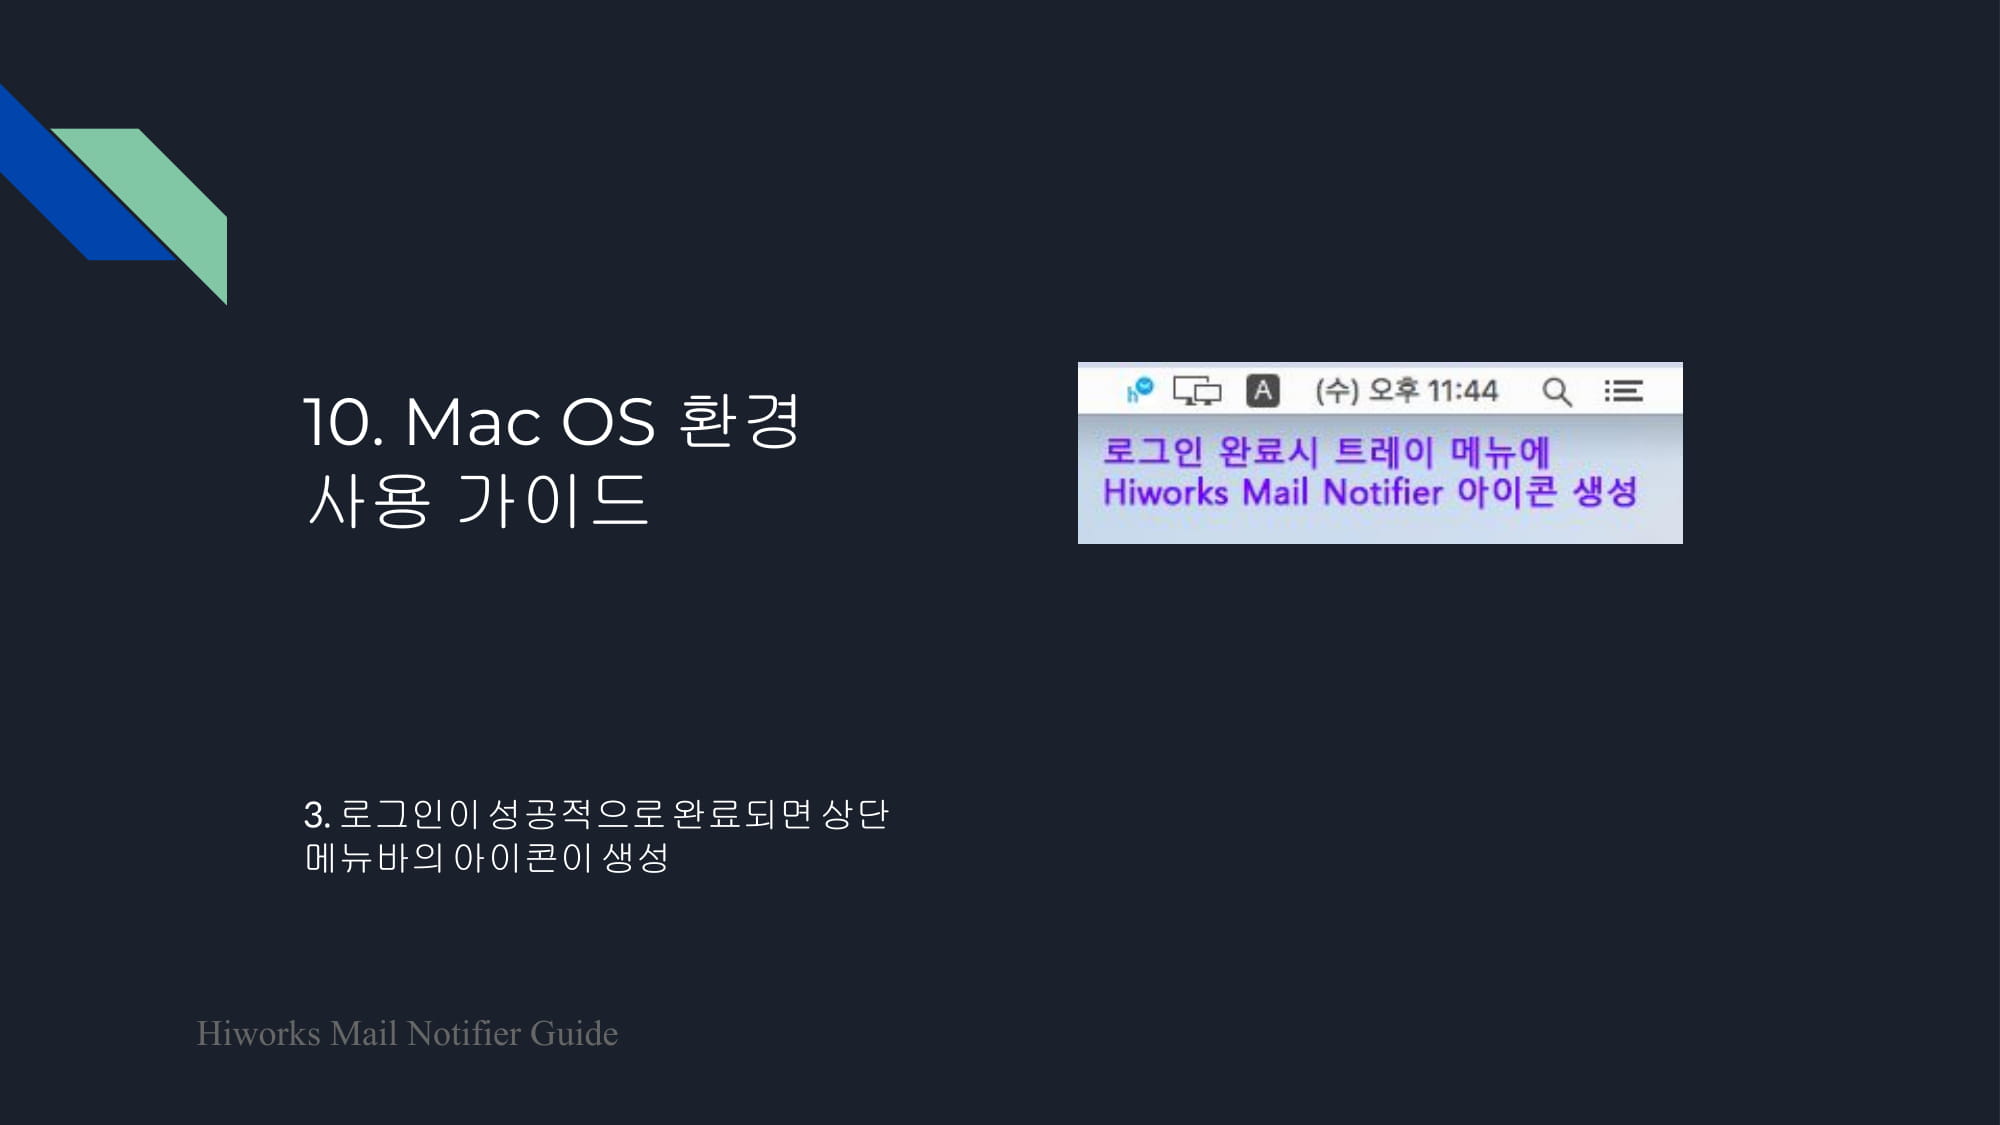 10. Mac OS 환경
사용 가이드
(수) 오후 11:44
로그인 완료시 트레이 메뉴에
Hiworks Mail Notifier 아이콘 생성
3. 로그인이 성공적으로 완료되면 상단
메뉴바의 아이콘이 생성
Hiworks Mail Notifier Guide